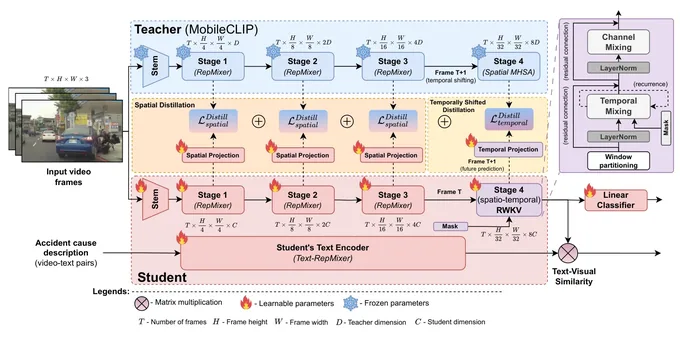 Teacher (MobileCLIP)
T × H/4 × W/4 × D
T × H/8 × W/8 × 2D
T × H/16 × W/16 × 4D
T × H/32 × W/32 × 8D
Stem
Stage 1
(RepMixer)
Stage 2
(RepMixer)
Stage 3
(RepMixer)
Frame T+1
(temporal shifting)
Stage 4
(Spatial MHSA)
T × H × W × 3
Input video
frames
Spatial Distillation
Temporally Shifted
Distillation
L^Distill_spatial
L^Distill_spatial
L^Distill_spatial
L^Distill_temporal
Spatial Projection
Spatial Projection
Spatial Projection
Temporal Projection
Frame T+1
(future prediction)
Stem
Stage 1
(RepMixer)
Stage 2
(RepMixer)
Stage 3
(RepMixer)
Frame T
Stage 4
(spatio-temporal)
RWKV
Linear
Classifier
T × H/4 × W/4 × C
T × H/8 × W/8 × 2C
T × H/16 × W/16 × 4C
Mask
T × H/32 × W/32 × 8C
Accident cause
description
(video-text pairs)
Student's Text Encoder
(Text-RepMixer)
Student
Text-Visual
Similarity
Channel
Mixing
(residual connection)
LayerNorm
(recurrence)
Temporal
Mixing
(residual connection)
LayerNorm
Mask
Window
partitioning
Legends:
- Matrix multiplication
- Learnable parameters
- Frozen parameters
T - Number of frames H - Frame height W - Frame width D - Teacher dimension C - Student dimension